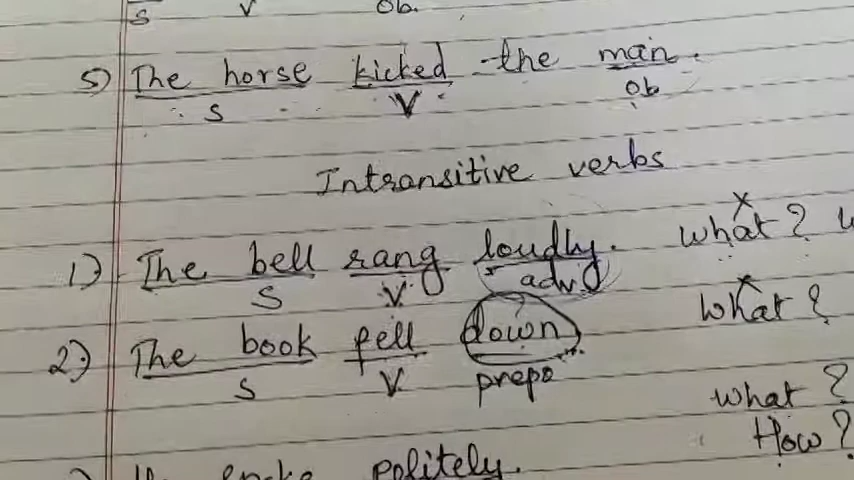 S V Ob.
5) The horse kicked the man.
S V Ob
Intransitive verbs
1) The bell rang loudly. what?
S V adv
2) The book fell down what?
S V prepo
what?
How?
politely.